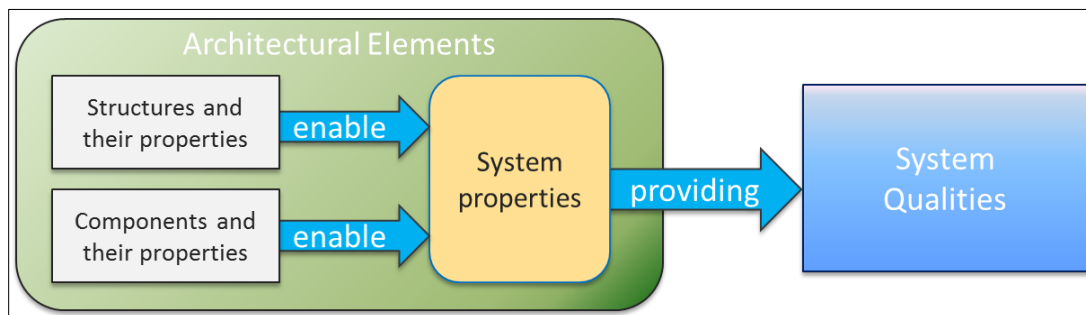 Architectural Elements
Structures and
their properties
enable
Components and
their properties
enable
System
properties
providing
System
Qualities